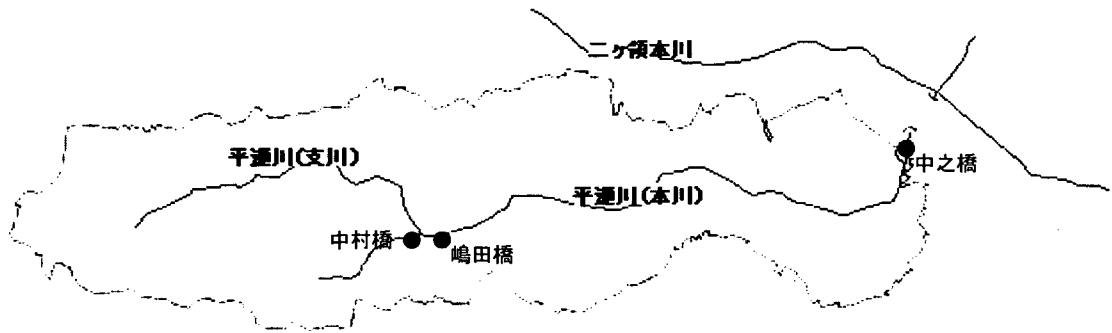 二ヶ領本川
平瀬川(支川)
中之橋
平瀬川(本川)
中村橋
嶋田橋